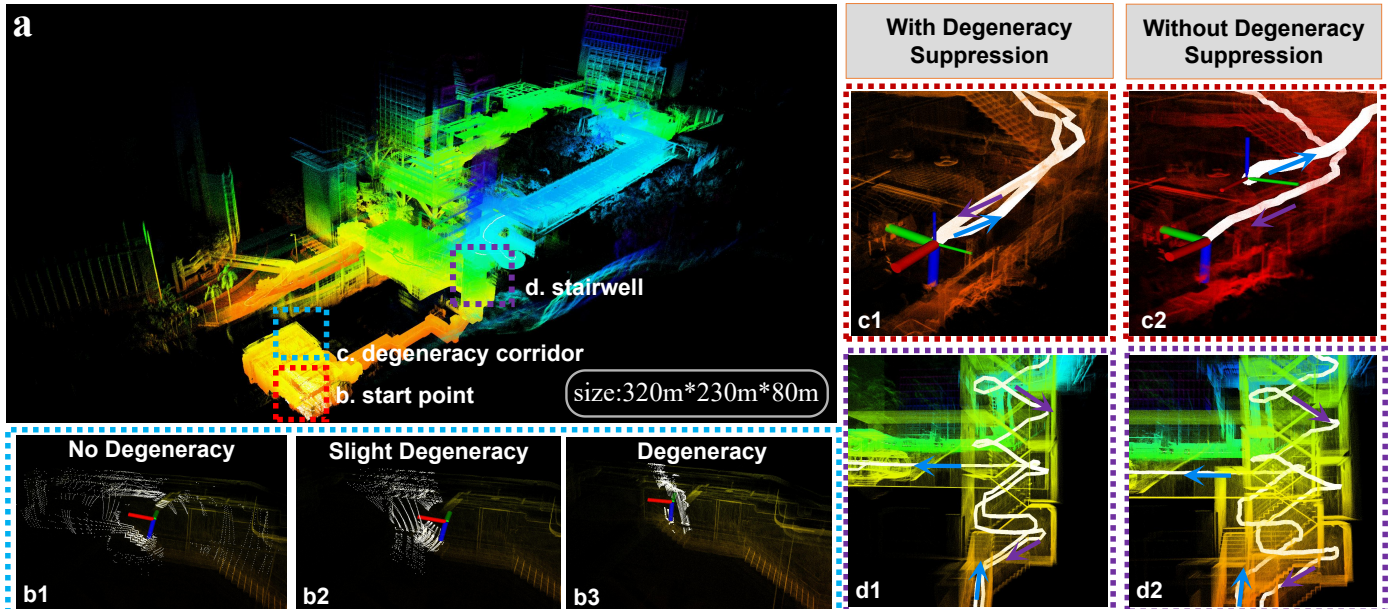 a
With Degeneracy
Suppression
Without Degeneracy
Suppression
d. stairwell
c. degeneracy corridor
b. start point
size:320m*230m*80m
c1
c2
No Degeneracy
Slight Degeneracy
Degeneracy
b1
b2
b3
d1
d2